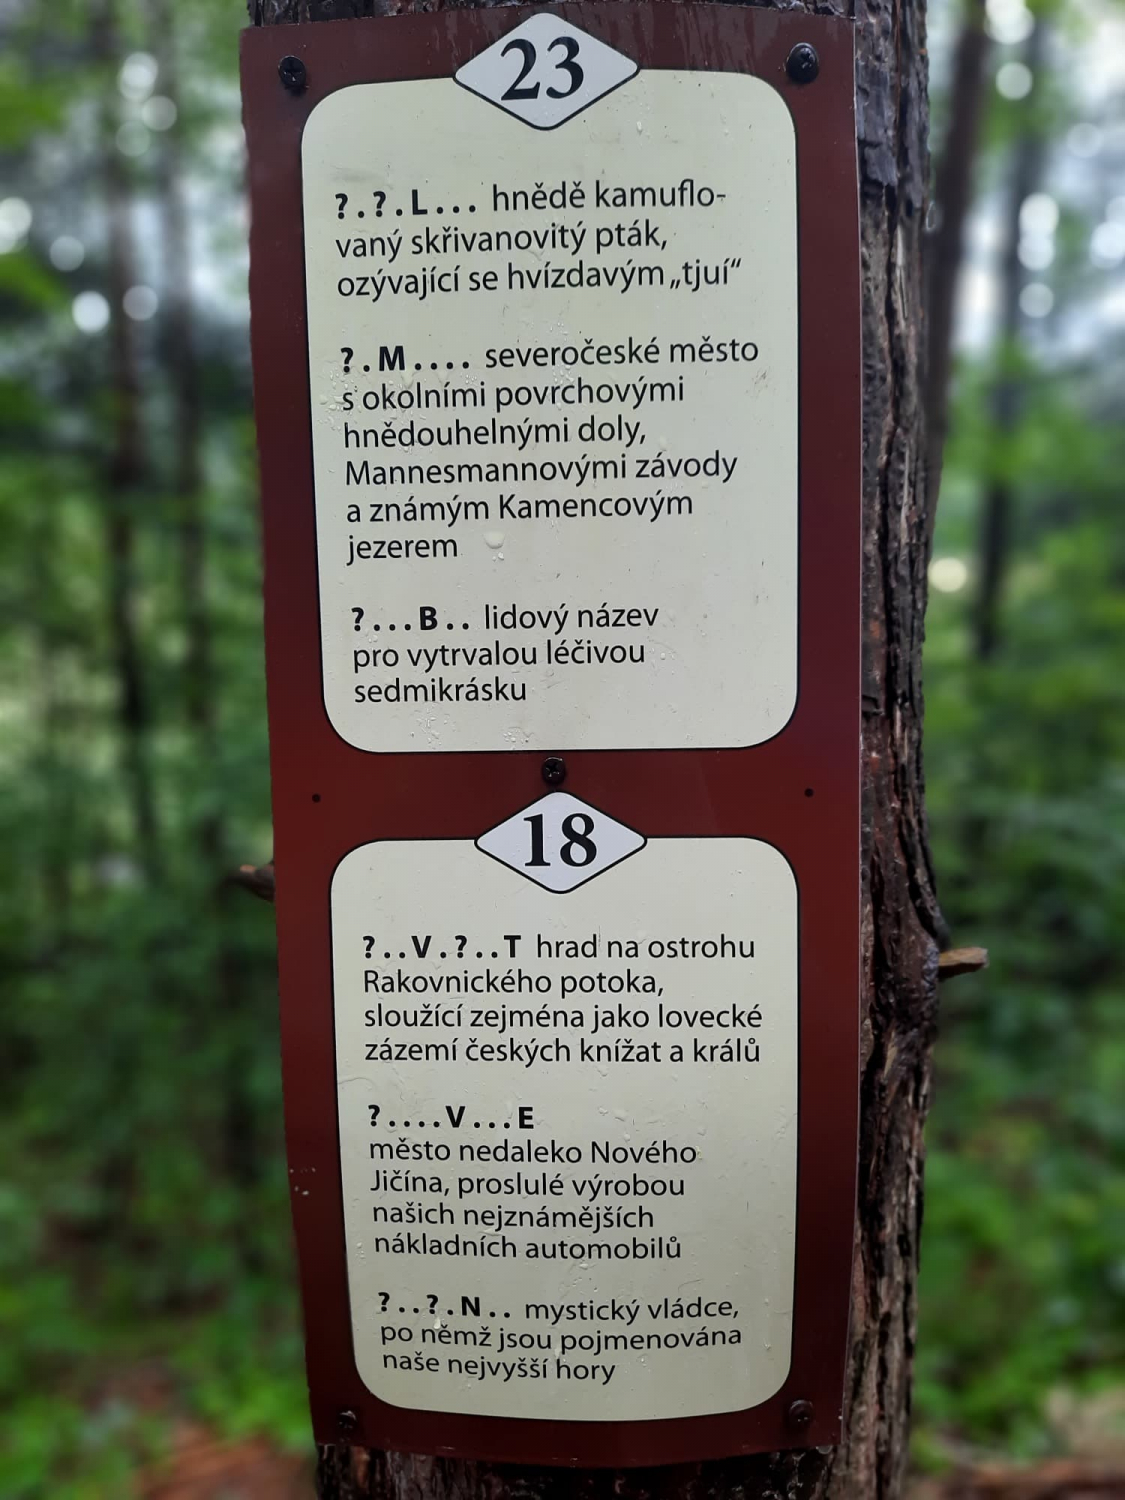 23
?.?.L... hnědě kamuflo-
vaný skřivanovitý pták,
ozývající se hvízdavým „tjuí“
?.M.... severočeské město
s okolními povrchovými
hnědouhelnými doly,
Mannesmannovými závody
a známým Kamencovým
jezerem
?...B.. lidový název
pro vytrvalou léčivou
sedmikrásku
18
?..V.?..T hrad na ostrohu
Rakovnického potoka,
sloužící zejména jako lovecké
zázemí českých knížat a králů
?....V...E
město nedaleko Nového
Jičína, proslulé výrobou
našich nejznámějších
nákladních automobilů
?..?.N.. mystický vládce,
po němž jsou pojmenována
naše nejvyšší hory